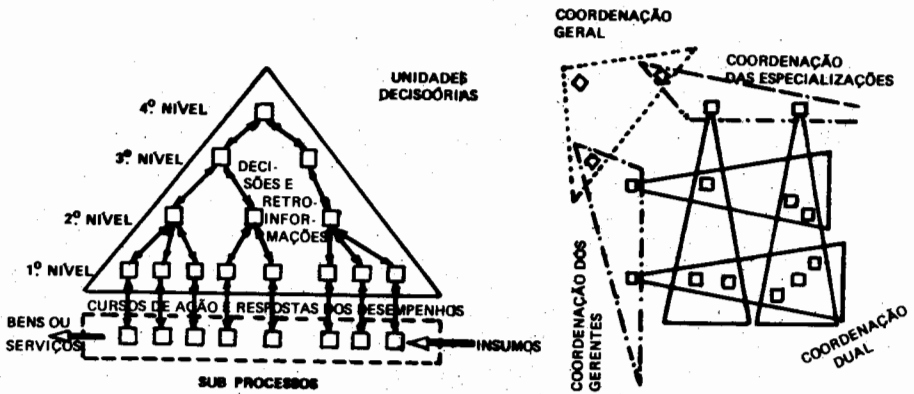 UNIDADES
DECISOÓRIAS
4º NÍVEL
3º NÍVEL
DECI-
SÕES E
RETRO-
INFOR-
MAÇÕES
2º NÍVEL
1º NÍVEL
CURSOS DE AÇÃO E RESPOSTAS DOS DESEMPENHOS
BENS OU
SERVIÇOS
INSUMOS
SUB PROCESSOS
COORDENAÇÃO
GERAL
COORDENAÇÃO
DAS ESPECIALIZAÇÕES
COORDENAÇÃO DOS
GERENTES
COORDENAÇÃO
DUAL